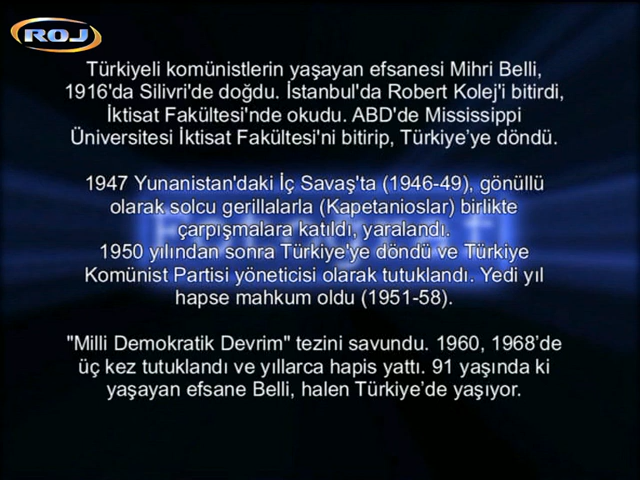 ROJ
Türkiyeli komünistlerin yaşayan efsanesi Mihri Belli,
1916'da Silivri'de doğdu. İstanbul'da Robert Kolej'i bitirdi,
İktisat Fakültesi'nde okudu. ABD'de Mississippi
Üniversitesi İktisat Fakültesi'ni bitirip, Türkiye’ye döndü.
1947 Yunanistan'daki İç Savaş'ta (1946-49), gönüllü
olarak solcu gerillalarla (Kapetanioslar) birlikte
çarpışmalara katıldı, yaralandı.
1950 yılından sonra Türkiye'ye döndü ve Türkiye
Komünist Partisi yöneticisi olarak tutuklandı. Yedi yıl
hapse mahkum oldu (1951-58).
"Milli Demokratik Devrim" tezini savundu. 1960, 1968’de
üç kez tutuklandı ve yıllarca hapis yattı. 91 yaşında ki
yaşayan efsane Belli, halen Türkiye’de yaşıyor.